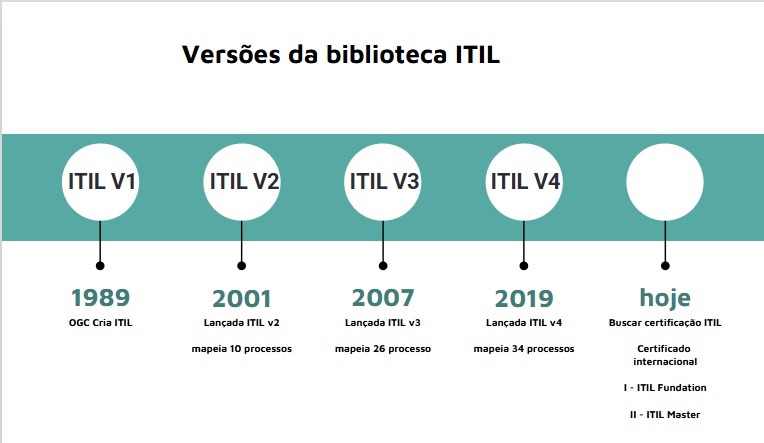 Versões da biblioteca ITIL
ITIL V1
ITIL V2
ITIL V3
ITIL V4
1989
OGC Cria ITIL
2001
Lançada ITIL v2
mapeia 10 processos
2007
Lançada ITIL v3
mapeia 26 processo
2019
Lançada ITIL v4
mapeia 34 processos
hoje
Buscar certificação ITIL
Certificado
internacional
I - ITIL Fundation
II - ITIL Master